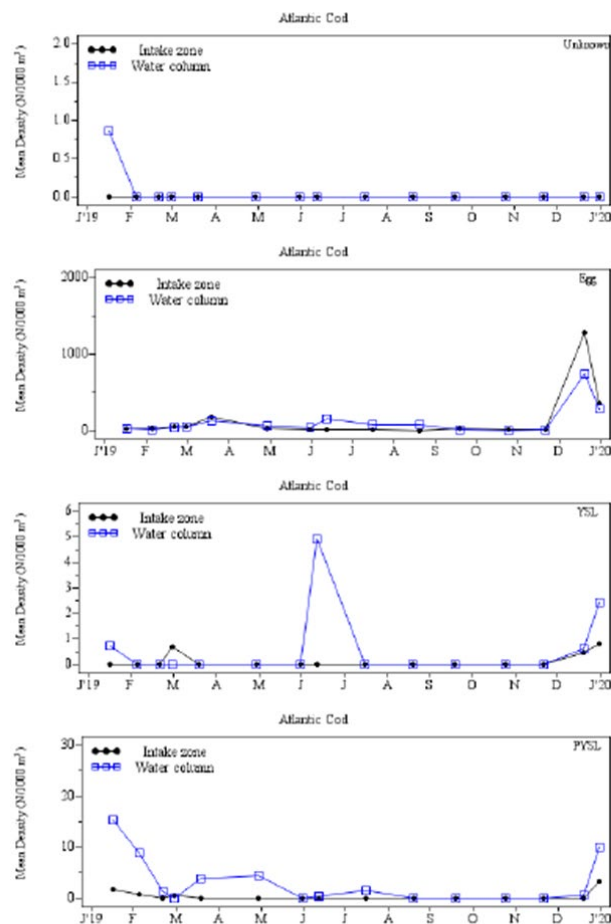 Atlantic Cod
Mean Density (N/1000 m³)
2.0
1.5
1.0
0.5
0.0
Intake zone
Water column
Unknown
J'19 F M A M J J A S O N D J'20
Atlantic Cod
Mean Density (N/1000 m³)
2000
1000
0
Intake zone
Water column
Egg
J'19 F M A M J J A S O N D J'20
Atlantic Cod
Mean Density (N/1000 m³)
6
5
4
3
2
1
0
Intake zone
Water column
YSL
J'19 F M A M J J A S O N D J'20
Atlantic Cod
Mean Density (N/1000 m³)
30
20
10
0
Intake zone
Water column
PYSL
J'19 F M A M J J A S O N D J'20